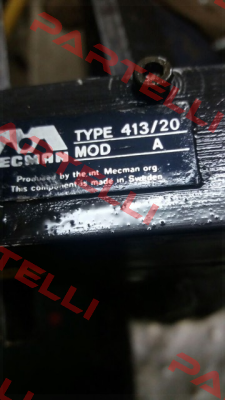 PARTELLI
TYPE 413/20
MECMAN MOD A
Produced by the int Mecman org.
This component is made in Sweden
PARTELLI
PARTELLI